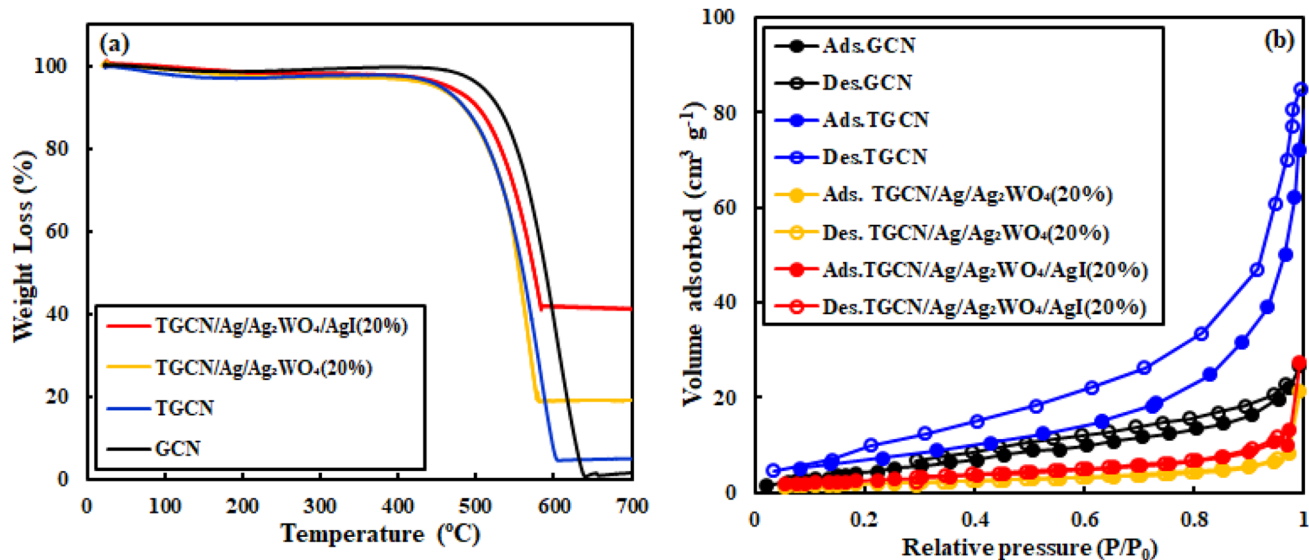 (a)
100
80
60
40
20
0
Weight Loss (%)
TGCN/Ag/Ag₂WO₄/AgI(20%)
TGCN/Ag/Ag₂WO₄(20%)
TGCN
GCN
0 100 200 300 400 500 600 700
Temperature (ºC)
(b)
100
80
60
40
20
0
Volume adsorbed (cm³ g⁻¹)
Ads.GCN
Des.GCN
Ads.TGCN
Des.TGCN
Ads. TGCN/Ag/Ag₂WO₄(20%)
Des. TGCN/Ag/Ag₂WO₄(20%)
Ads.TGCN/Ag/Ag₂WO₄/AgI(20%)
Des.TGCN/Ag/Ag₂WO₄/AgI(20%)
0 0.2 0.4 0.6 0.8 1
Relative pressure (P/P₀)